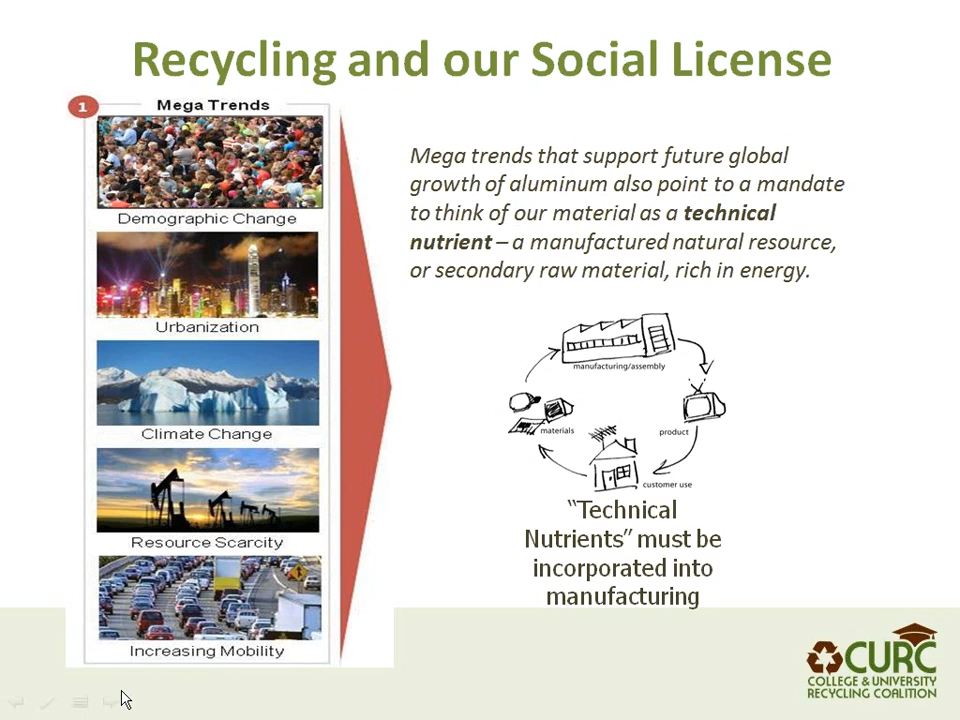 Recycling and our Social License
1
Mega Trends
Demographic Change
Urbanization
Climate Change
Resource Scarcity
Increasing Mobility
Mega trends that support future global
growth of aluminum also point to a mandate
to think of our material as a technical
nutrient – a manufactured natural resource,
or secondary raw material, rich in energy.
manufacturing/assembly
materials
product
customer use
“Technical
Nutrients” must be
incorporated into
manufacturing
CURC
COLLEGE & UNIVERSITY
RECYCLING COALITION